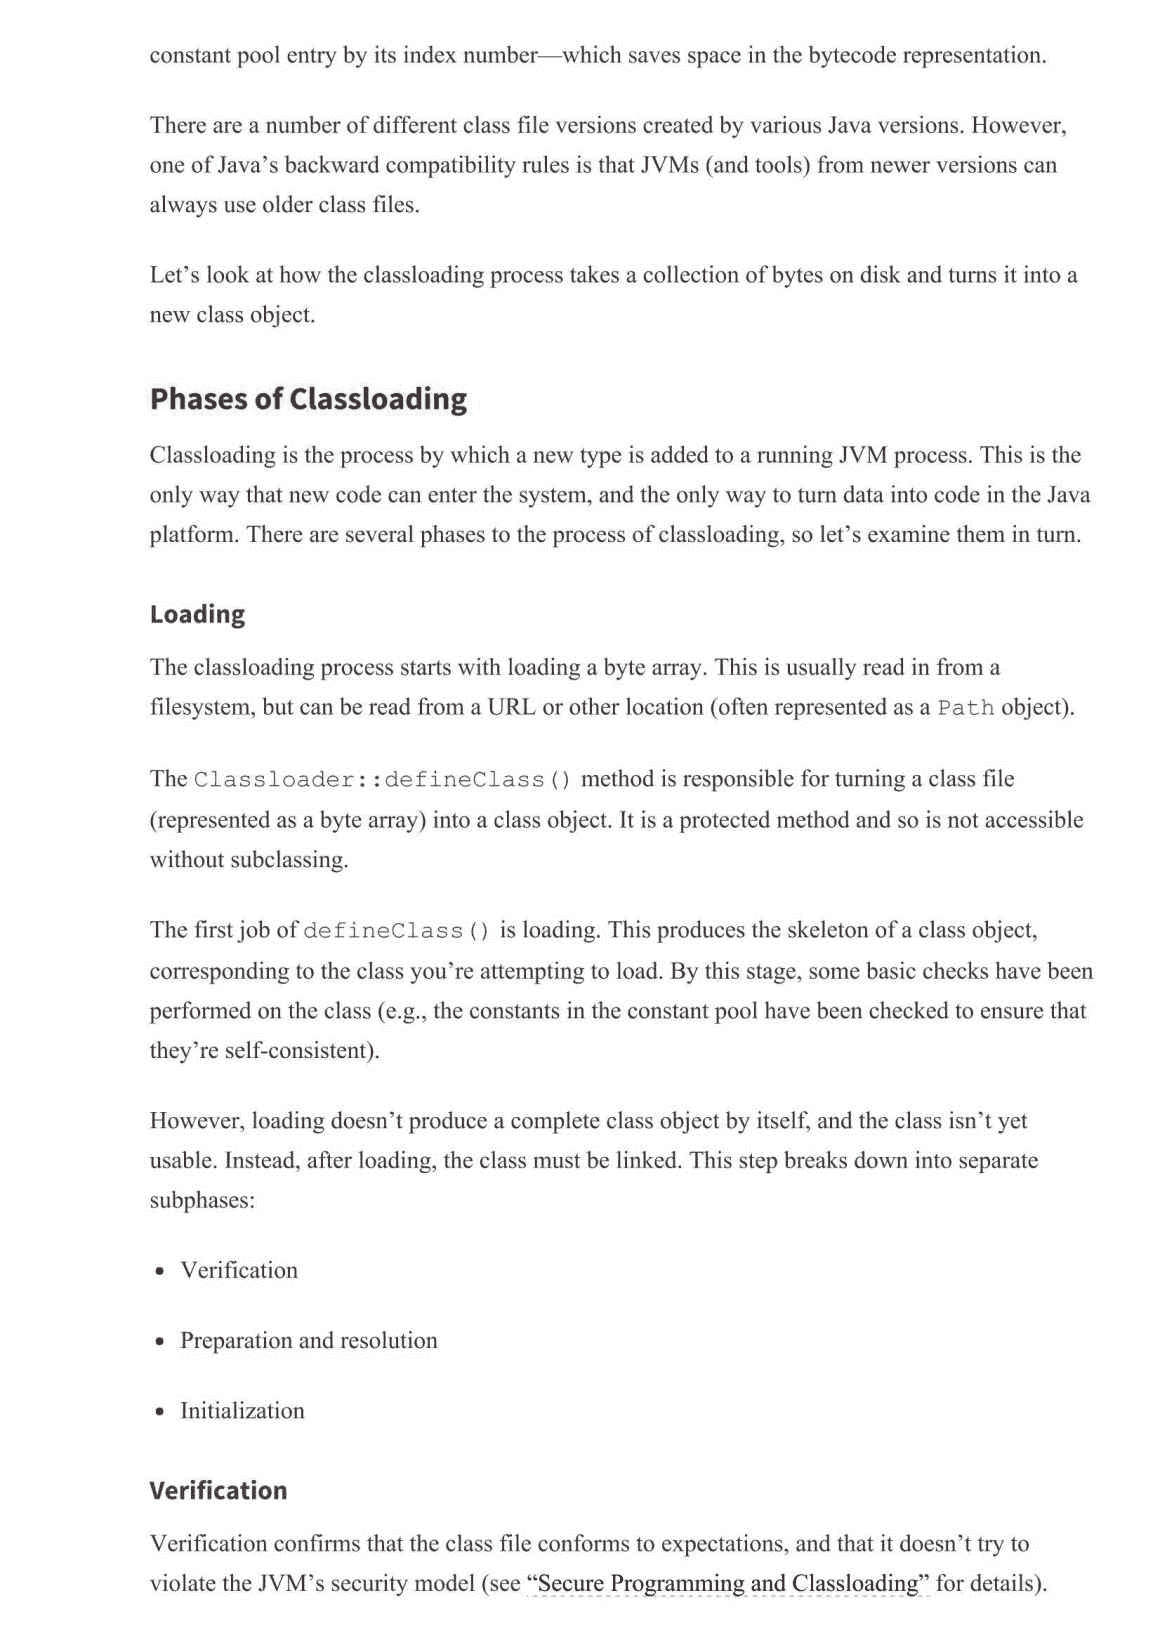 constant pool entry by its index number—which saves space in the bytecode representation.
There are a number of different class file versions created by various Java versions. However,
one of Java’s backward compatibility rules is that JVMs (and tools) from newer versions can
always use older class files.
Let’s look at how the classloading process takes a collection of bytes on disk and turns it into a
new class object.
Phases of Classloading
Classloading is the process by which a new type is added to a running JVM process. This is the
only way that new code can enter the system, and the only way to turn data into code in the Java
platform. There are several phases to the process of classloading, so let’s examine them in turn.
Loading
The classloading process starts with loading a byte array. This is usually read in from a
filesystem, but can be read from a URL or other location (often represented as a Path object).
The Classloader::defineClass() method is responsible for turning a class file
(represented as a byte array) into a class object. It is a protected method and so is not accessible
without subclassing.
The first job of defineClass() is loading. This produces the skeleton of a class object,
corresponding to the class you’re attempting to load. By this stage, some basic checks have been
performed on the class (e.g., the constants in the constant pool have been checked to ensure that
they’re self-consistent).
However, loading doesn’t produce a complete class object by itself, and the class isn’t yet
usable. Instead, after loading, the class must be linked. This step breaks down into separate
subphases:
• Verification
• Preparation and resolution
• Initialization
Verification
Verification confirms that the class file conforms to expectations, and that it doesn’t try to
violate the JVM’s security model (see “Secure Programming and Classloading” for details).